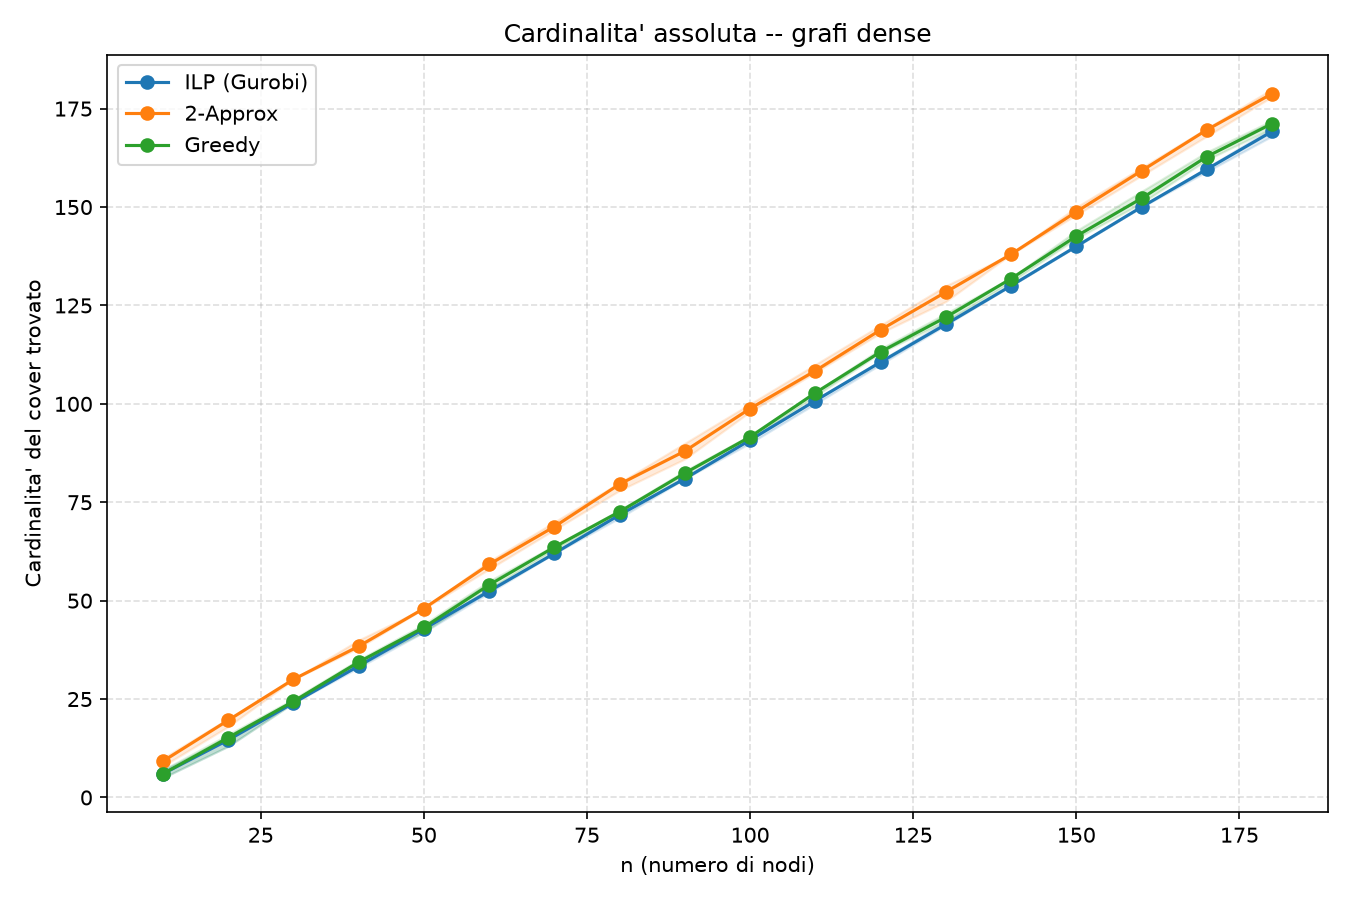 Cardinalita' assoluta -- grafi dense
ILP (Gurobi)
2-Approx
Greedy
Cardinalita' del cover trovato
175
150
125
100
75
50
25
0
25 50 75 100 125 150 175
n (numero di nodi)